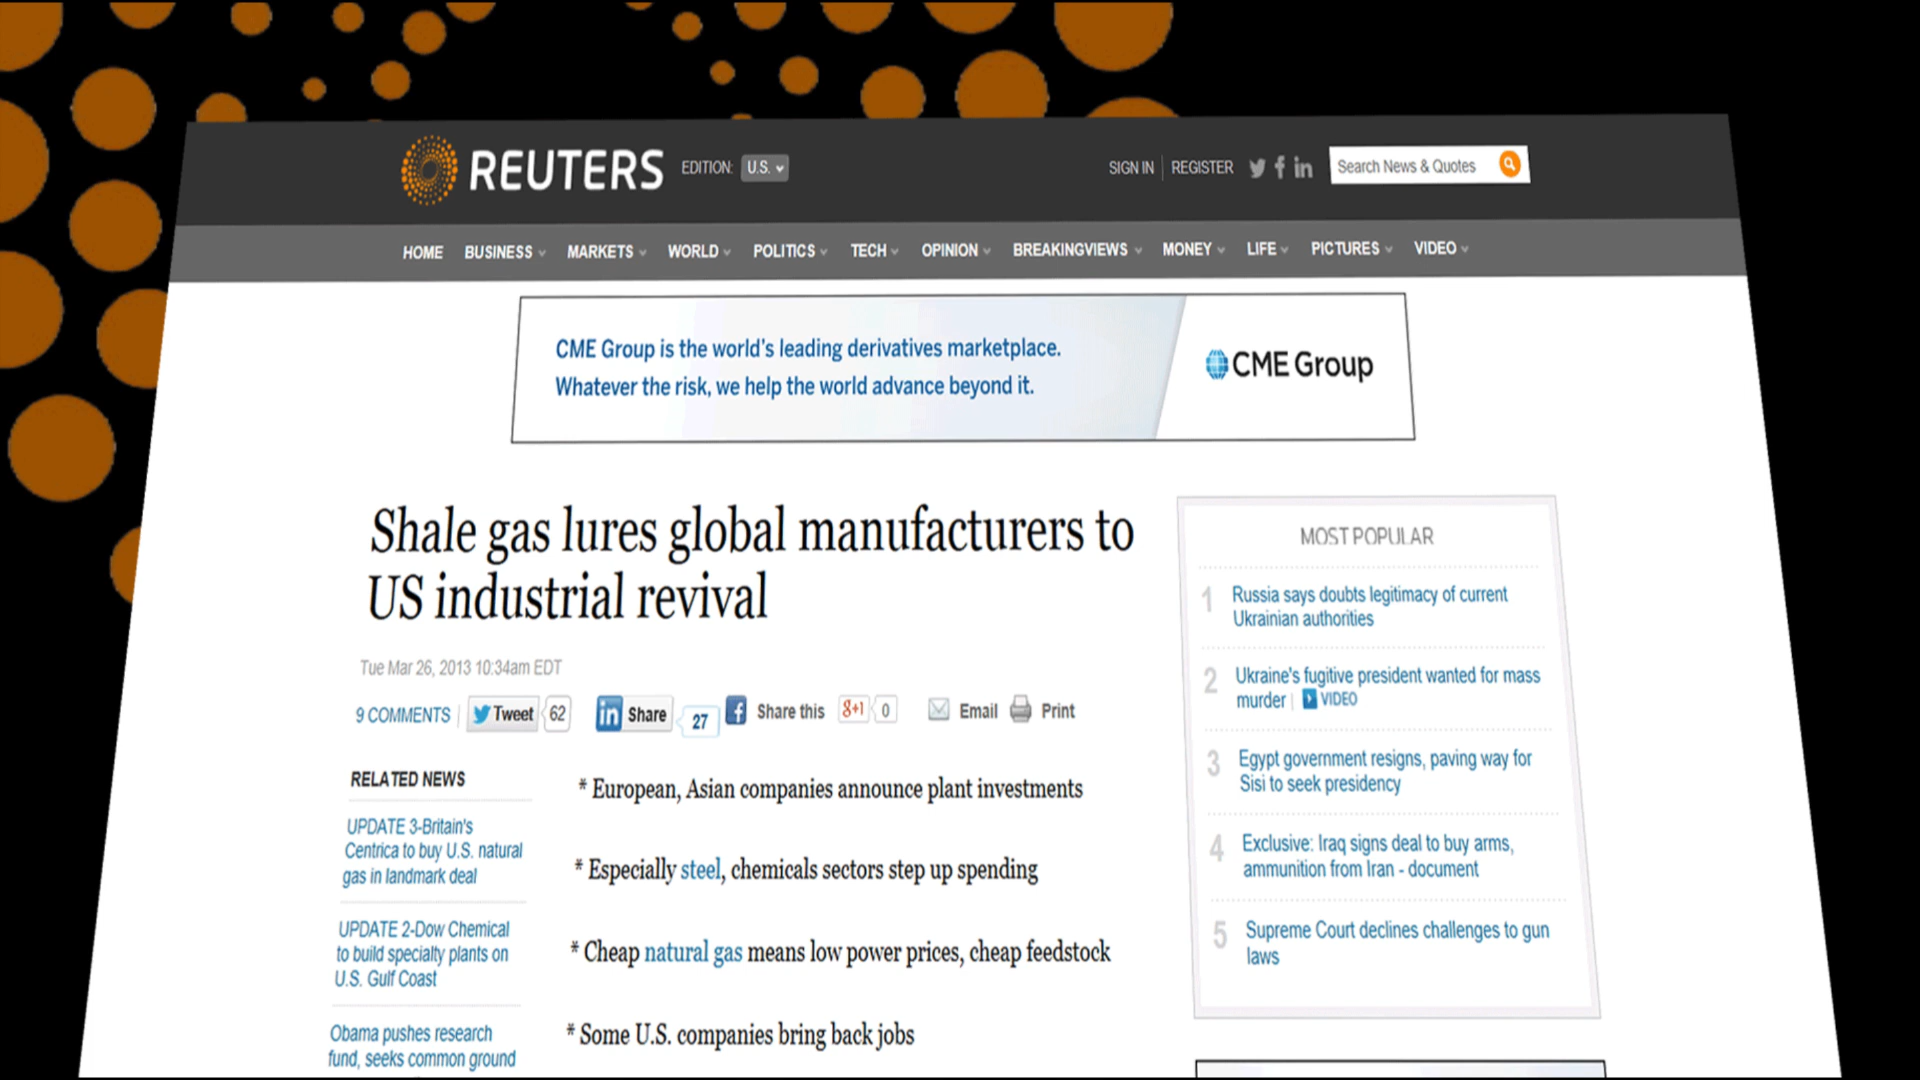 REUTERS
EDITION: U.S.
SIGN IN
REGISTER
Search News & Quotes
HOME BUSINESS MARKETS WORLD POLITICS TECH OPINION BREAKINGVIEWS MONEY LIFE PICTURES VIDEO
CME Group is the world's leading derivatives marketplace.
Whatever the risk, we help the world advance beyond it.
CME Group
Shale gas lures global manufacturers to
US industrial revival
Tue Mar 26, 2013 10:34am EDT
9 COMMENTS Tweet 62 in Share 27 f Share this g+1 0 Email Print
RELATED NEWS
UPDATE 3-Britain's
Centrica to buy U.S. natural
gas in landmark deal
UPDATE 2-Dow Chemical
to build specialty plants on
U.S. Gulf Coast
Obama pushes research
fund, seeks common ground
* European, Asian companies announce plant investments
* Especially steel, chemicals sectors step up spending
* Cheap natural gas means low power prices, cheap feedstock
* Some U.S. companies bring back jobs
MOST POPULAR
1 Russia says doubts legitimacy of current
Ukrainian authorities
2 Ukraine's fugitive president wanted for mass
murder | VIDEO
3 Egypt government resigns, paving way for
Sisi to seek presidency
4 Exclusive: Iraq signs deal to buy arms,
ammunition from Iran - document
5 Supreme Court declines challenges to gun
laws